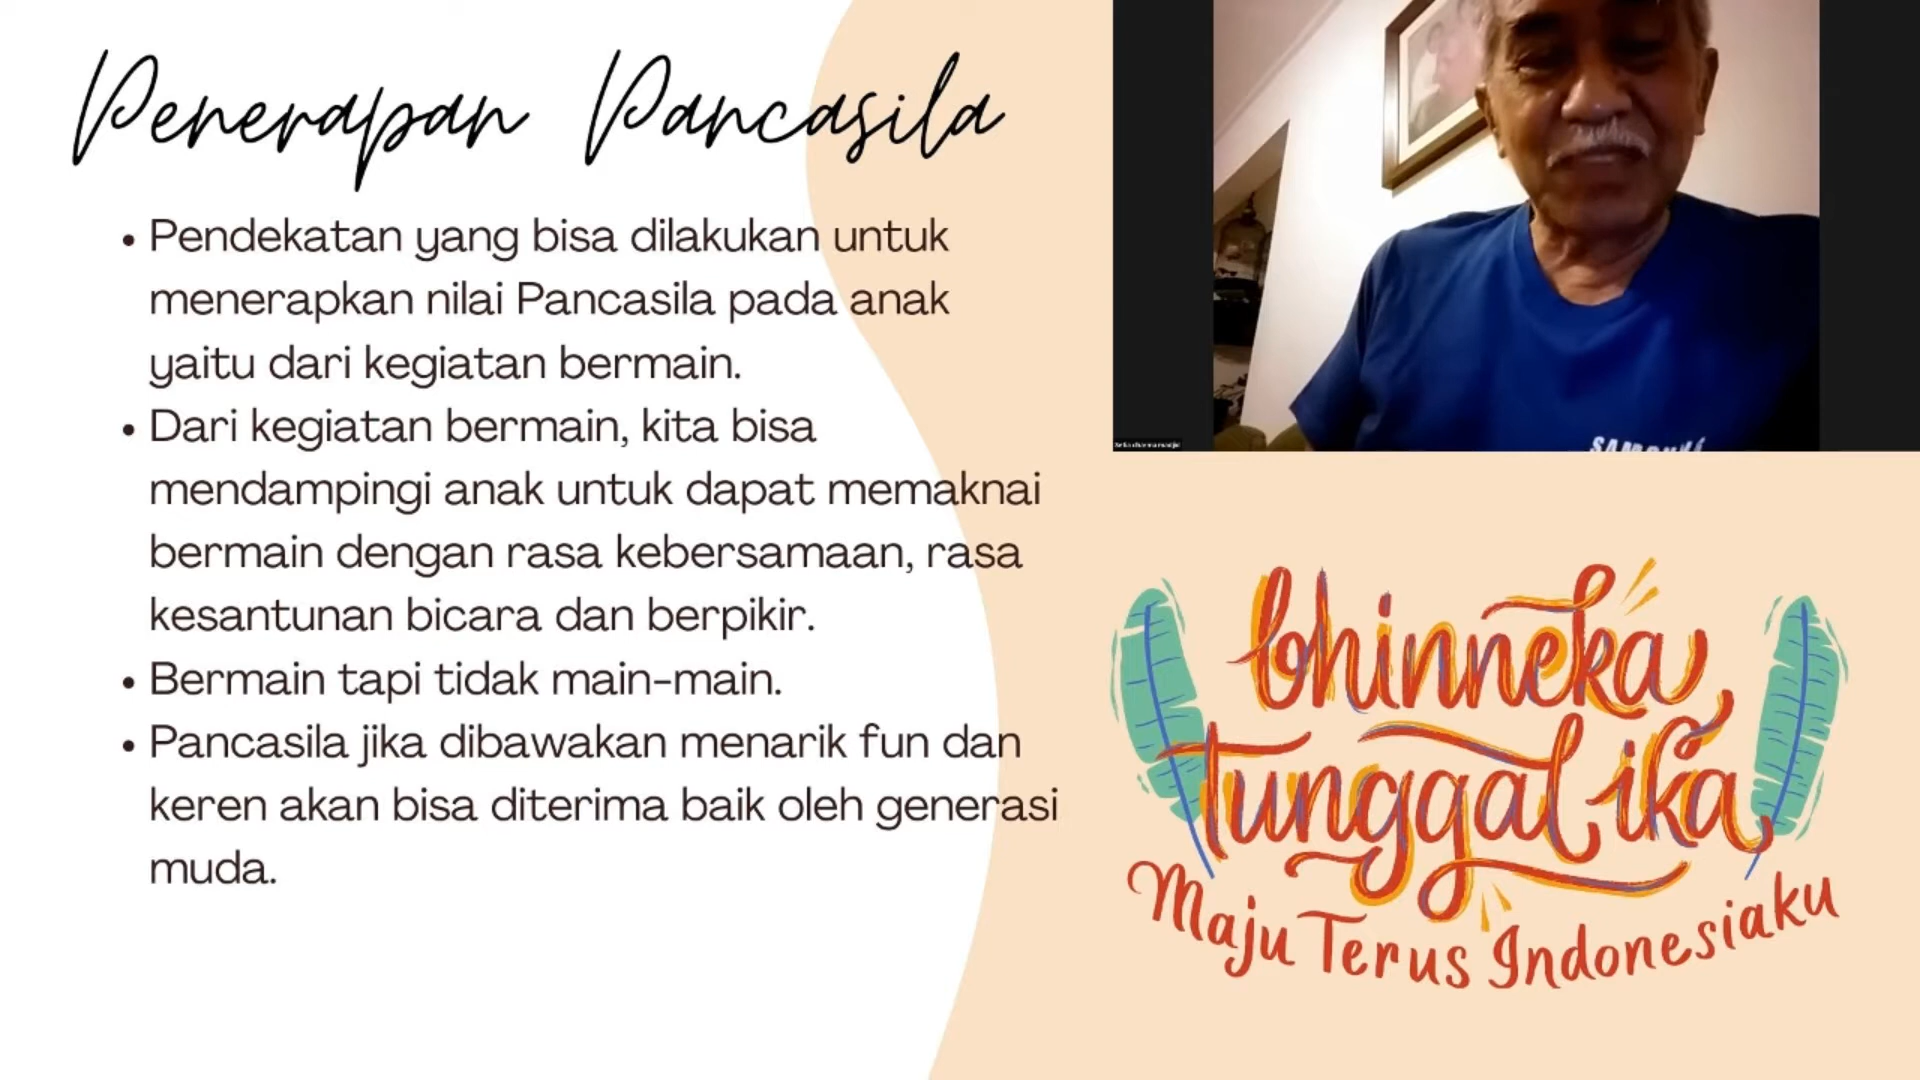 Penerapan Pancasila
• Pendekatan yang bisa dilakukan untuk
menerapkan nilai Pancasila pada anak
yaitu dari kegiatan bermain.
• Dari kegiatan bermain, kita bisa
mendampingi anak untuk dapat memaknai
bermain dengan rasa kebersamaan, rasa
kesantunan bicara dan berpikir.
• Bermain tapi tidak main-main.
• Pancasila jika dibawakan menarik fun dan
keren akan bisa diterima baik oleh generasi
muda.
bhinneka
tunggal ika
Maju Terus Indonesiaku